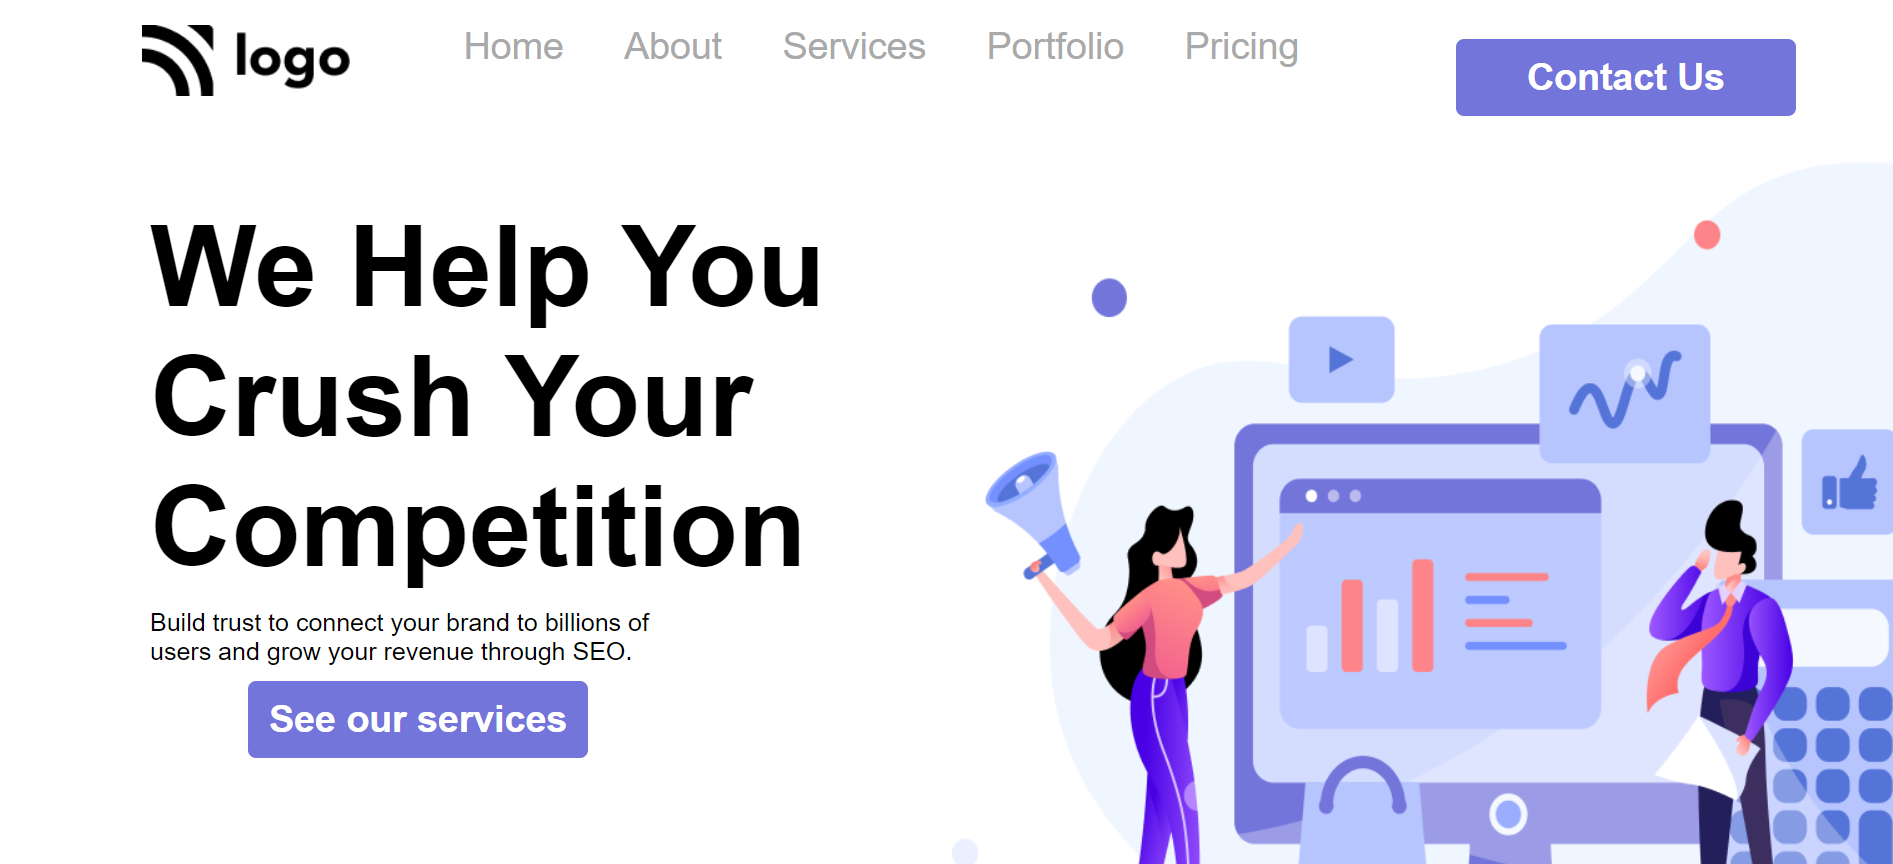 logo
Home About Services Portfolio Pricing
Contact Us
We Help You
Crush Your
Competition
Build trust to connect your brand to billions of
users and grow your revenue through SEO.
See our services